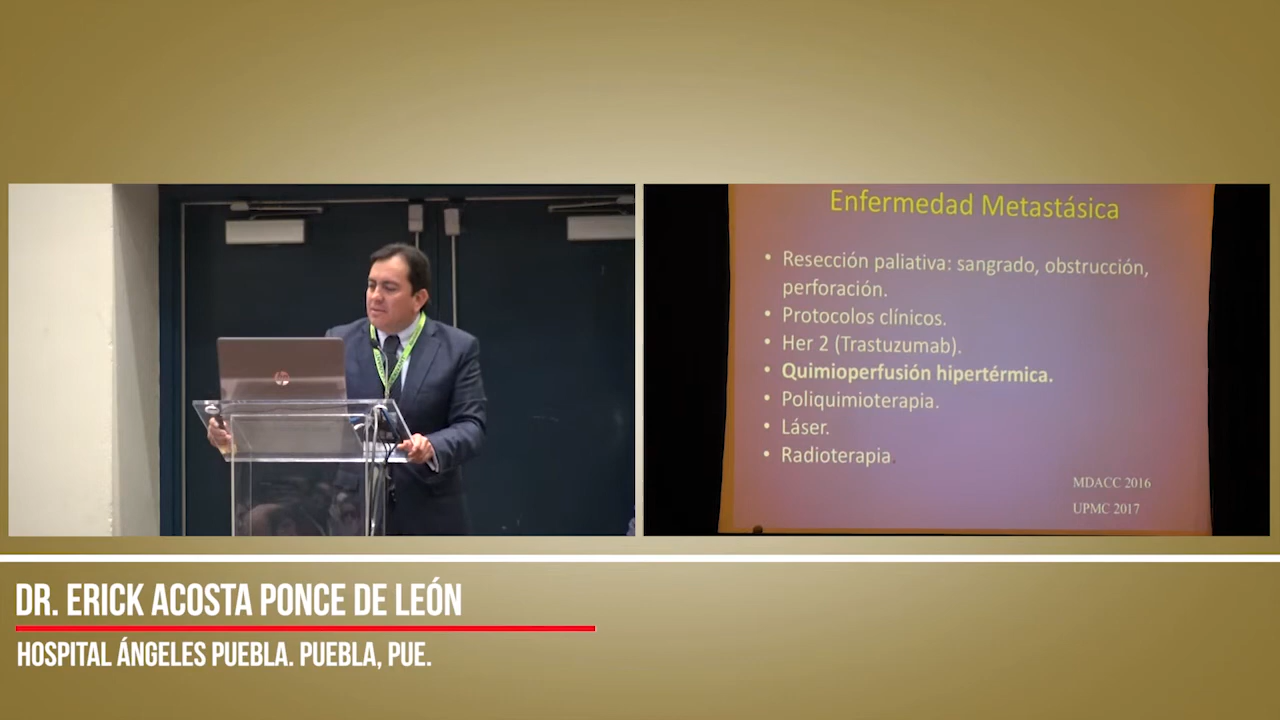 Enfermedad Metastásica
• Resección paliativa: sangrado, obstrucción,
perforación.
• Protocolos clínicos.
• Her 2 (Trastuzumab).
• Quimioperfusión hipertérmica.
• Poliquimioterapia.
• Láser.
• Radioterapia.
MDACC 2016
UPMC 2017
hp
DR. ERICK ACOSTA PONCE DE LEÓN
HOSPITAL ÁNGELES PUEBLA. PUEBLA, PUE.